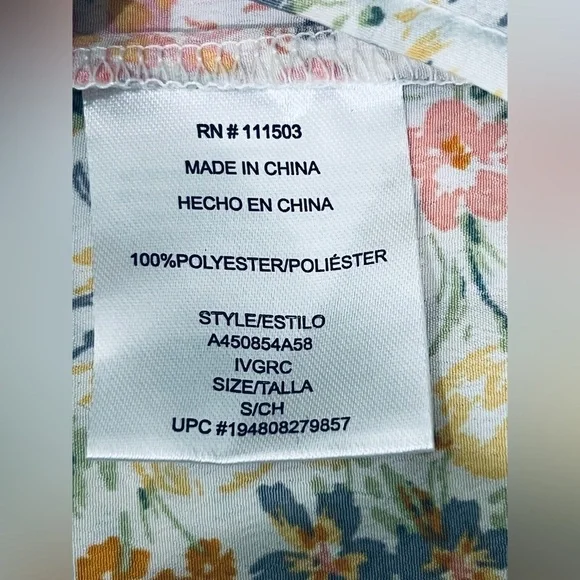 RN # 111503
MADE IN CHINA
HECHO EN CHINA
100%POLYESTER/POLIÉSTER
STYLE/ESTILO
A450854A58
IVGRC
SIZE/TALLA
S/CH
UPC #194808279857